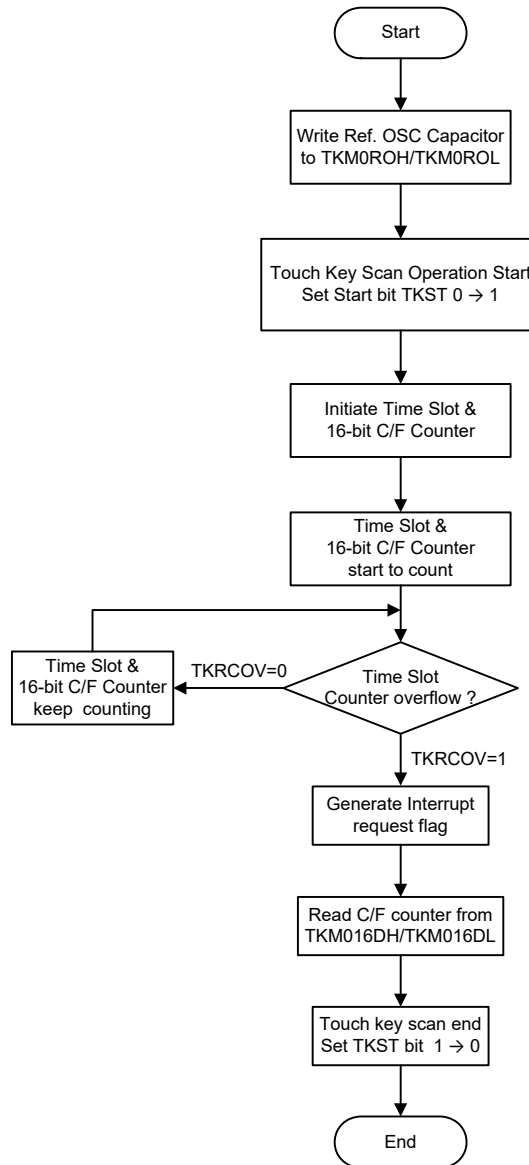 Start
Write Ref. OSC Capacitor
to TKM0ROH/TKM0ROL
Touch Key Scan Operation Start
Set Start bit TKST 0 → 1
Initiate Time Slot &
16-bit C/F Counter
Time Slot &
16-bit C/F Counter
start to count
Time Slot &
16-bit C/F Counter
keep counting
TKRCOV=0
Time Slot
Counter overflow ?
TKRCOV=1
Generate Interrupt
request flag
Read C/F counter from
TKM016DH/TKM016DL
Touch key scan end
Set TKST bit 1 → 0
End